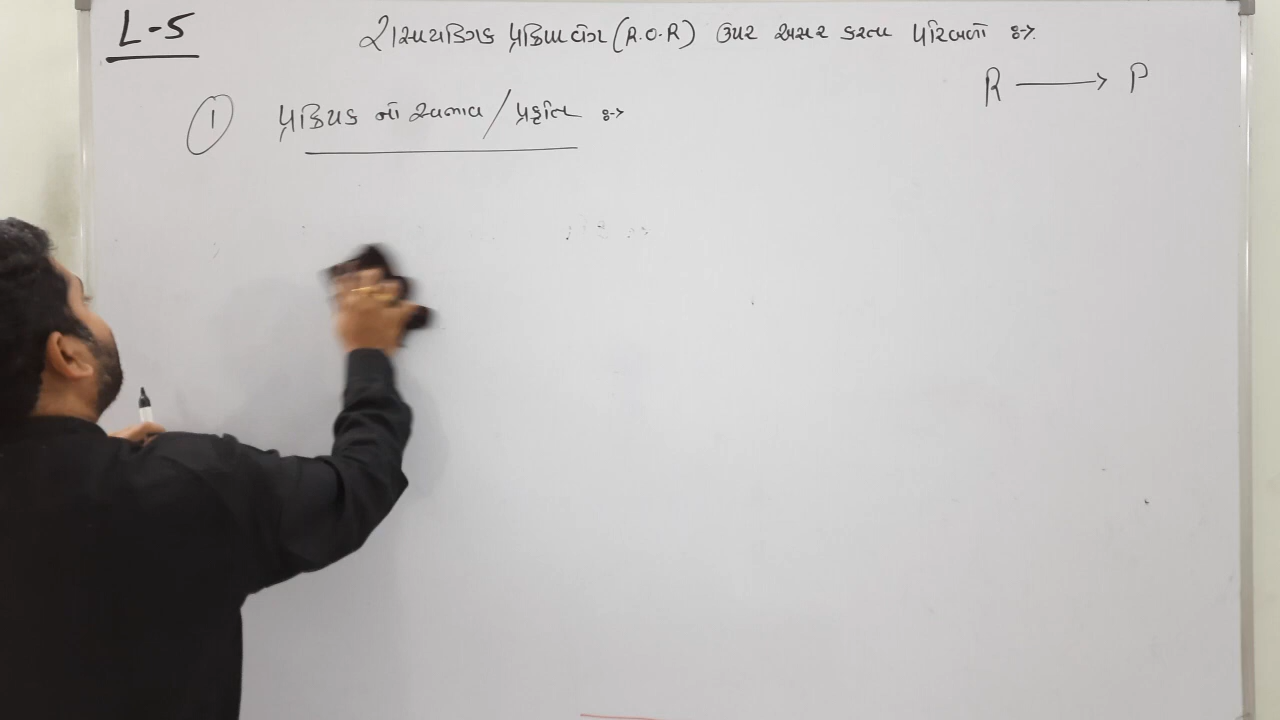 L-5
રાસાયણિક પ્રક્રિયા વેગ (R.O.R) ઉપર અસર કરતા પરિબળો :->
R ⟶ P
① પ્રક્રિયક નો સ્વભાવ / પ્રકૃતિ :->